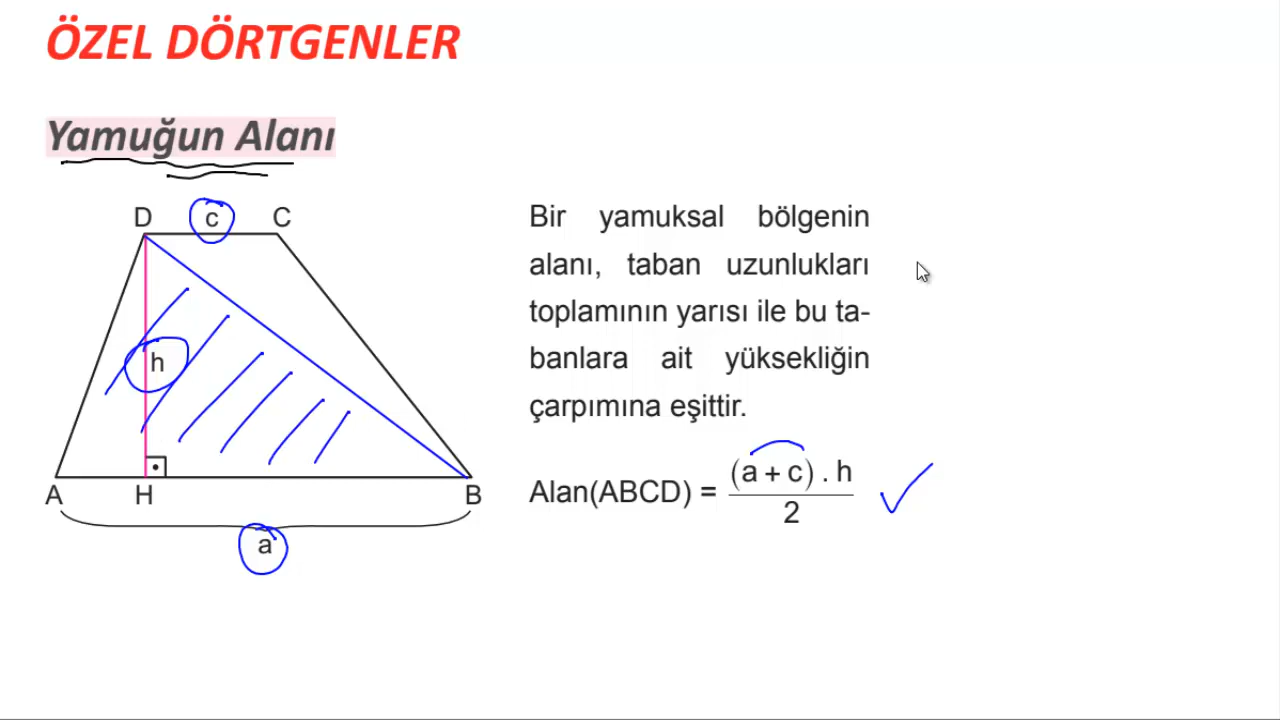 ÖZEL DÖRTGENLER
Yamuğun Alanı
D c C
h
A H B
a
Bir yamuksal bölgenin
alanı, taban uzunlukları
toplamının yarısı ile bu ta-
banlara ait yüksekliğin
çarpımına eşittir.
Alan(ABCD) = (a + c) . h
2